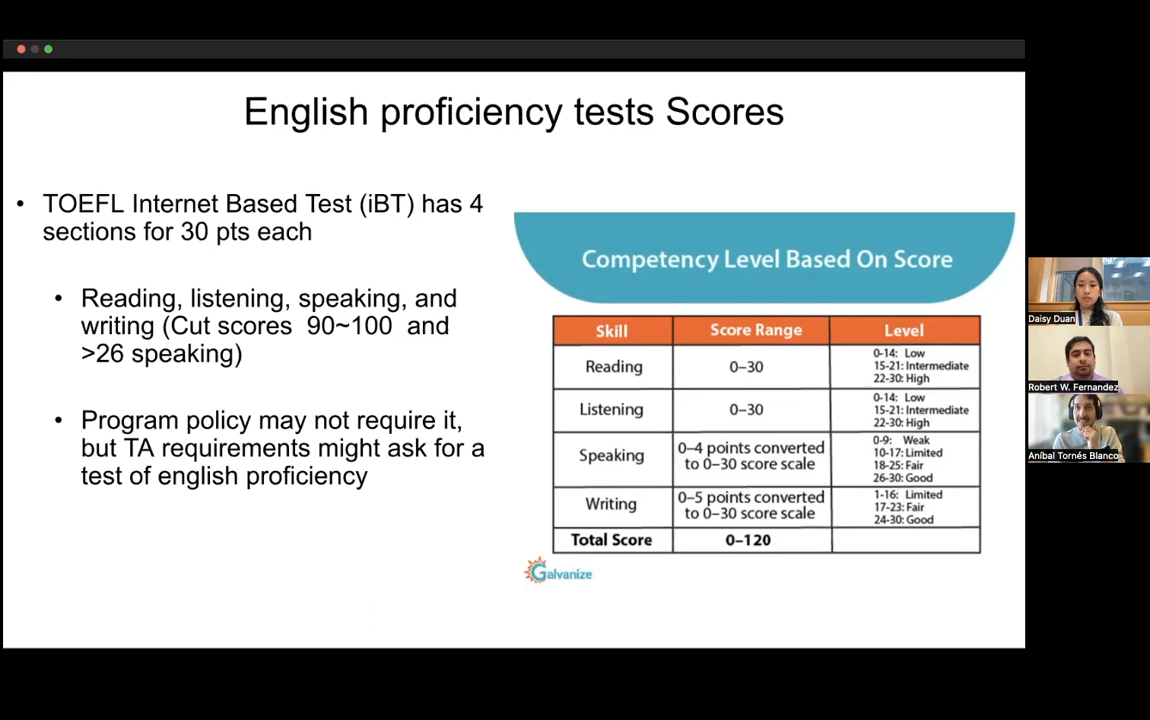 English proficiency tests Scores
• TOEFL Internet Based Test (iBT) has 4
sections for 30 pts each
• Reading, listening, speaking, and
writing (Cut scores 90~100 and
>26 speaking)
• Program policy may not require it,
but TA requirements might ask for a
test of english proficiency
Competency Level Based On Score
Skill Score Range Level
Reading 0–30 0-14: Low
15-21: Intermediate
22-30: High
Listening 0–30 0-14: Low
15-21: Intermediate
22-30: High
Speaking 0–4 points converted
to 0–30 score scale
0-9: Weak
10-17: Limited
18-25: Fair
26-30: Good
Writing 0–5 points converted
to 0–30 score scale
1-16: Limited
17-23: Fair
24-30: Good
Total Score 0–120
Galvanize
Daisy Duan
Robert W. Fernandez
Aníbal Tornés Blanco